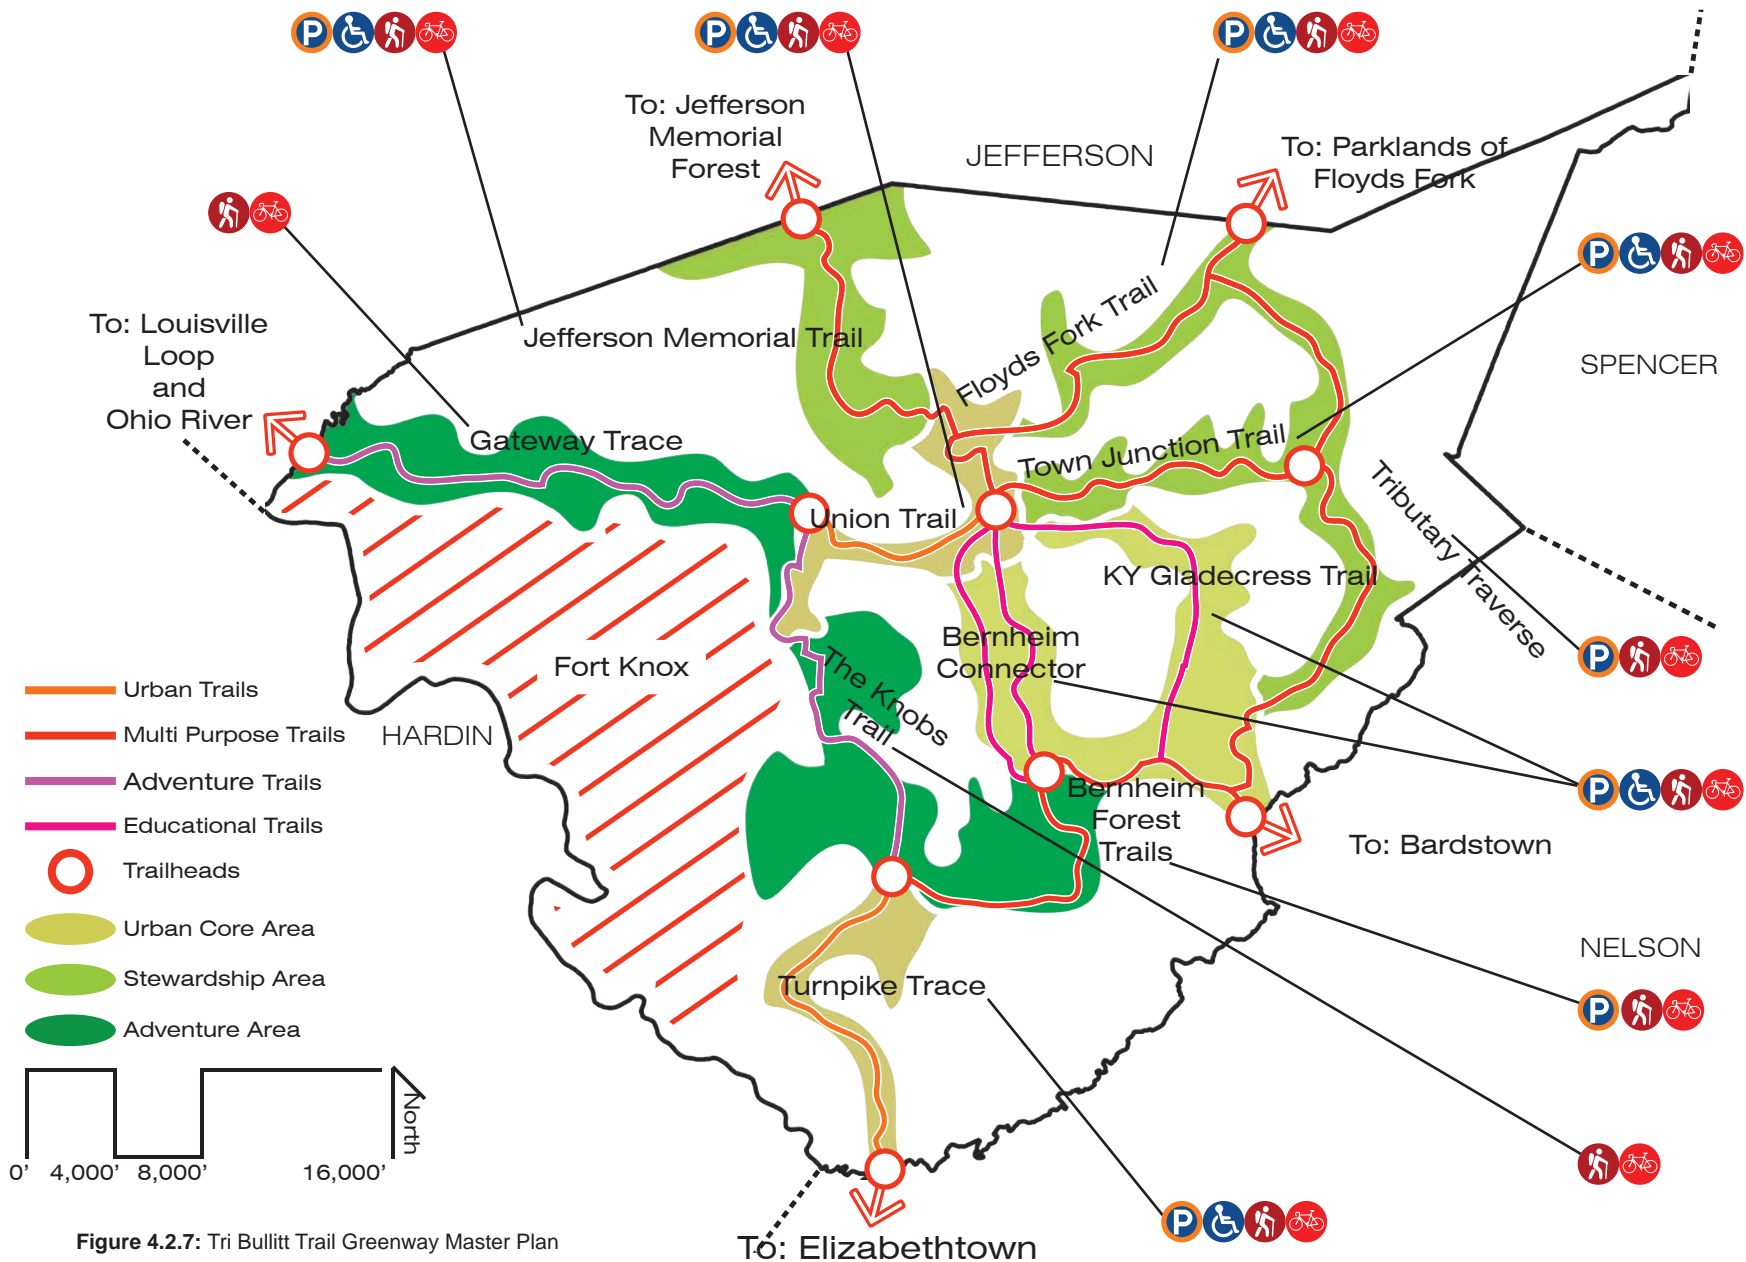 P
P
P
To: Jefferson
Memorial
Forest
JEFFERSON
To: Parklands of
Floyds Fork
P
To: Louisville
Loop
and
Ohio River
Jefferson Memorial Trail
Floyds Fork Trail
SPENCER
Gateway Trace
Town Junction Trail
Tributary Traverse
Union Trail
KY Gladecress Trail
Bernheim
Connector
P
Fort Knox
The Knobs
Trail
Urban Trails
Multi Purpose Trails
HARDIN
Adventure Trails
Educational Trails
Trailheads
Urban Core Area
Stewardship Area
Adventure Area
P
Bernheim
Forest
Trails
To: Bardstown
NELSON
Turnpike Trace
P
North
0' 4,000' 8,000' 16,000'
P
Figure 4.2.7: Tri Bullitt Trail Greenway Master Plan
To: Elizabethtown